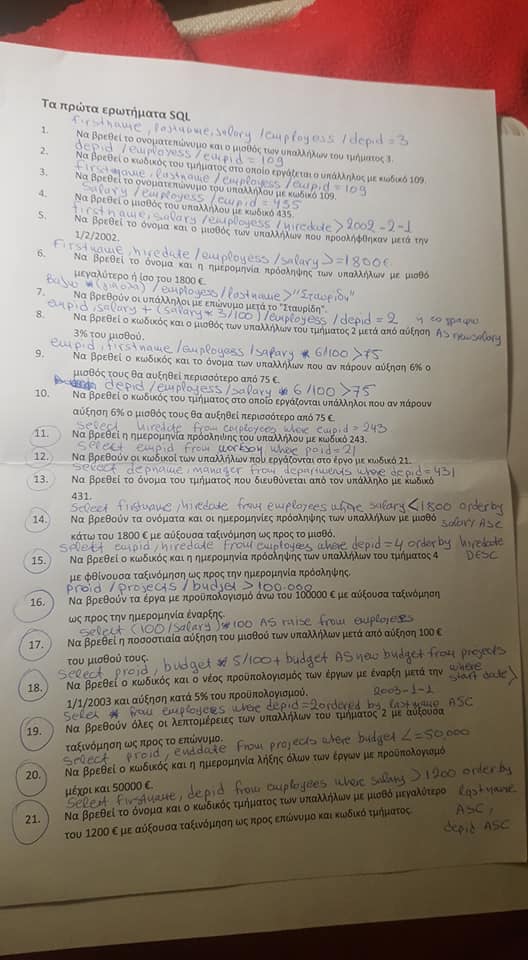 Τα πρώτα ερωτήματα SQL
firstname, lastname, salary /employess / depid = 3
1. Να βρεθεί το ονοματεπώνυμο και ο μισθός των υπαλλήλων του τμήματος 3.
depid / employess / empid = 109
2. Να βρεθεί ο κωδικός του τμήματος στο οποίο εργάζεται ο υπάλληλος με κωδικό 109.
firstname, lastname / employess / empid = 109
3. Να βρεθεί το ονοματεπώνυμο του υπαλλήλου με κωδικό 109.
salary / employess / empid = 435
4. Να βρεθεί ο μισθός του υπαλλήλου με κωδικό 435.
firstname, salary / employess / hiredate > 2002-2-1
5. Να βρεθεί το όνομα και ο μισθός των υπαλλήλων που προσλήφθηκαν μετά την
1/2/2002.
firstname, hiredate / employess / salary >= 1800€
6. Να βρεθεί το όνομα και η ημερομηνία πρόσληψης των υπαλλήλων με μισθό
μεγαλύτερο ή ίσο του 1800 €.
βαζω * (για ολα) / employess / lastname > "Σταυρίδη"
7. Να βρεθούν οι υπάλληλοι με επώνυμο μετά το "Σταυρίδη".
empid, salary + (salary * 3/100) / employess / depid = 2
AS newsalary
8. Να βρεθεί ο κωδικός και ο μισθός των υπαλλήλων του τμήματος 2 μετά από αύξηση
3% του μισθού.
empid, firstname / employess / salary * 6/100 > 75
9. Να βρεθεί ο κωδικός και το όνομα των υπαλλήλων που αν πάρουν αύξηση 6% ο
μισθός τους θα αυξηθεί περισσότερο από 75 €.
depid / employess / salary * 6/100 > 75
10. Να βρεθεί ο κωδικός του τμήματος στο οποίο εργάζονται υπάλληλοι που αν πάρουν
αύξηση 6% ο μισθός τους θα αυξηθεί περισσότερο από 75 €.
select hiredate from employees where empid = 243
11. Να βρεθεί η ημερομηνία πρόσληψης του υπαλλήλου με κωδικό 243.
Select empid from workson where poid = 21
12. Να βρεθούν οι κωδικοί των υπαλλήλων που εργάζονται στο έργο με κωδικό 21.
Select depname, manager from departments where depid = 431
13. Να βρεθεί το όνομα του τμήματος που διευθύνεται από τον υπάλληλο με κωδικό
431.
Select firstname, hiredate from employees where salary < 1800 order by
salary ASC
14. Να βρεθούν τα ονόματα και οι ημερομηνίες πρόσληψης των υπαλλήλων με μισθό
κάτω του 1800 € με αύξουσα ταξινόμηση ως προς το μισθό.
select empid, hiredate from employees where depid = 4 order by hiredate
DESC
15. Να βρεθεί ο κωδικός και η ημερομηνία πρόσληψης των υπαλλήλων του τμήματος 4
με φθίνουσα ταξινόμηση ως προς την ημερομηνία πρόσληψης.
proid / projects / budjet > 100.000
16. Να βρεθούν τα έργα με προϋπολογισμό άνω του 100000 € με αύξουσα ταξινόμηση
ως προς την ημερομηνία έναρξης.
select (100/salary) * 100 AS raise from employees
17. Να βρεθεί η ποσοστιαία αύξηση του μισθού των υπαλλήλων μετά από αύξηση 100 €
του μισθού τους.
Select proid, budget * 5/100 + budget AS new budget from projects
where
start date >
18. Να βρεθεί ο κωδικός και ο νέος προϋπολογισμός των έργων με έναρξη μετά την
1/1/2003 και αύξηση κατά 5% του προϋπολογισμού.
2003-1-1
Select * from employees where depid = 2 ordered by lastname ASC
19. Να βρεθούν όλες οι λεπτομέρειες των υπαλλήλων του τμήματος 2 με αύξουσα
ταξινόμηση ως προς το επώνυμο.
Select proid, enddate from projects where budget <= 50,000
20. Να βρεθεί ο κωδικός και η ημερομηνία λήξης όλων των έργων με προϋπολογισμό
μέχρι και 50000 €.
Select firstname, depid from employees where salary > 1200 order by
lastname
ASC,
depid ASC
21. Να βρεθεί το όνομα και ο κωδικός τμήματος των υπαλλήλων με μισθό μεγαλύτερο
του 1200 € με αύξουσα ταξινόμηση ως προς επώνυμο και κωδικό τμήματος.